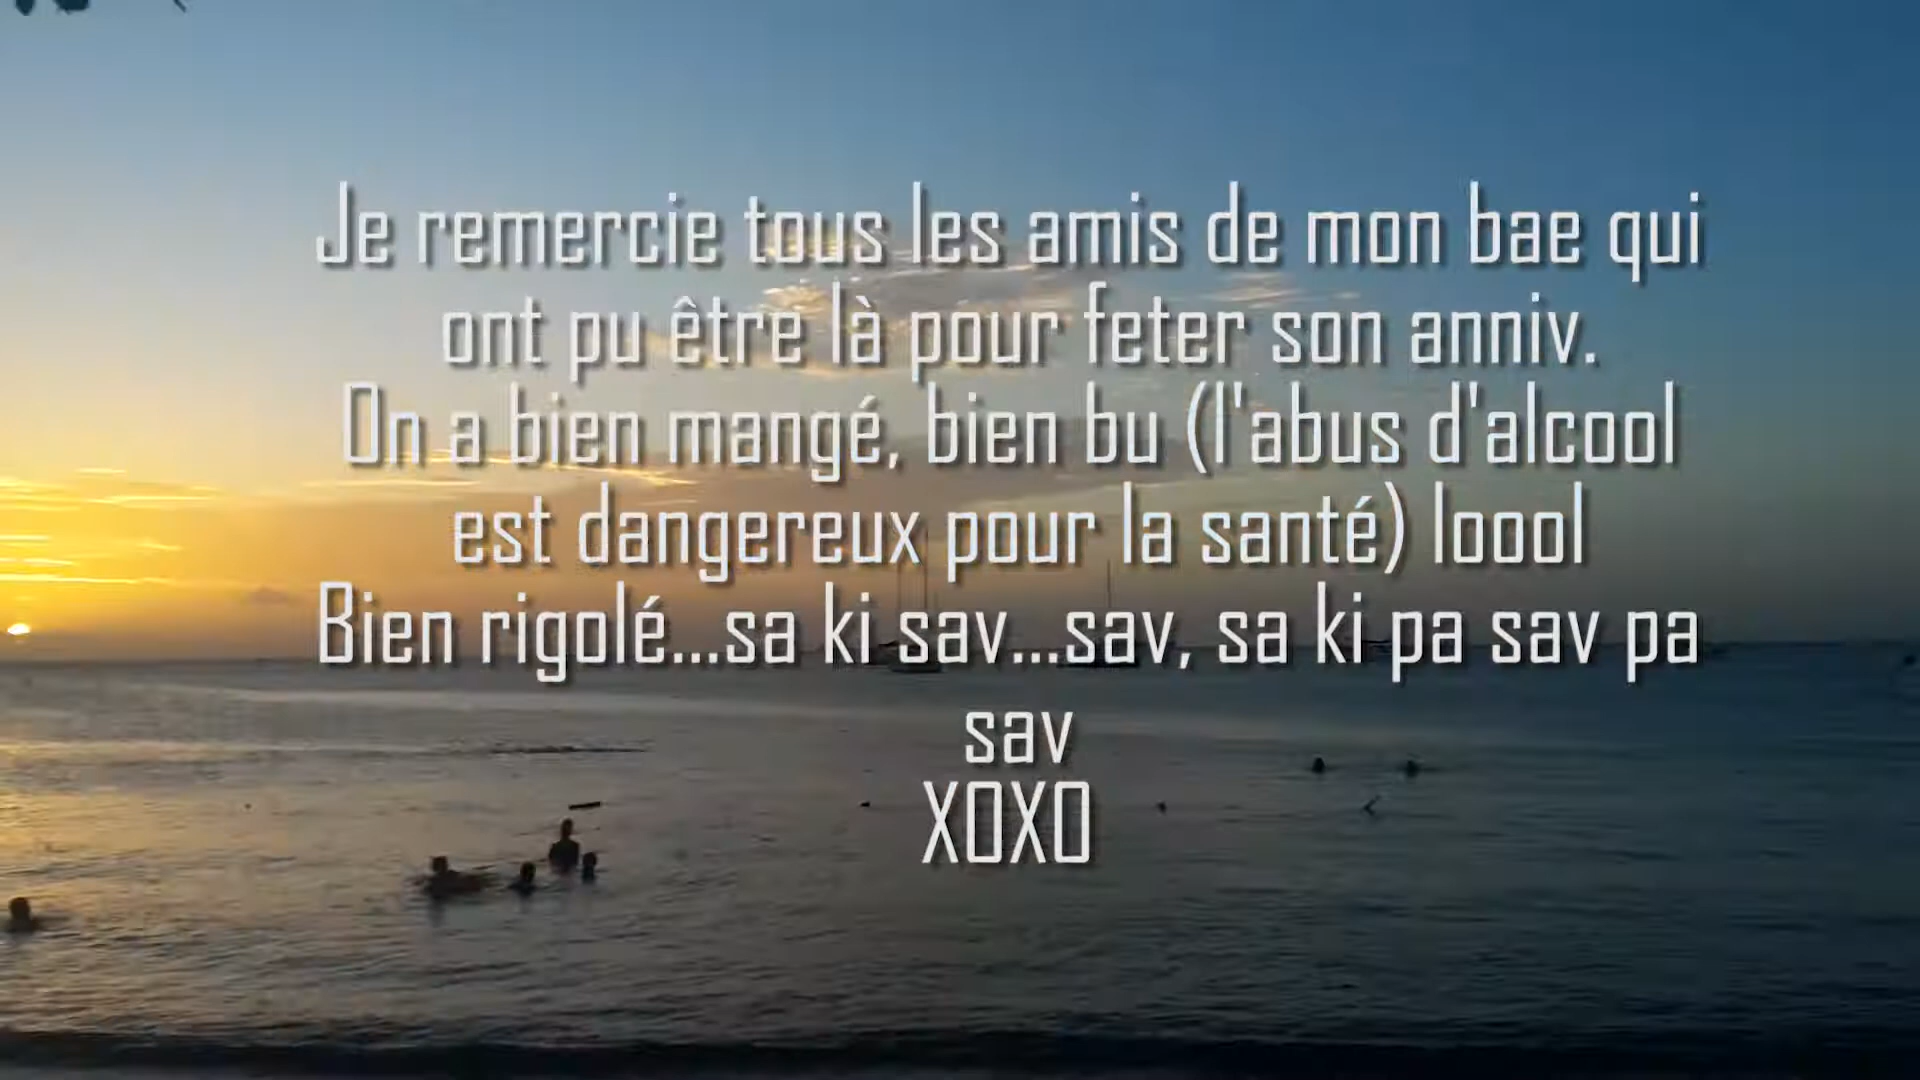 Je remercie tous les amis de mon bae qui
ont pu être là pour feter son anniv.
On a bien mangé, bien bu (l'abus d'alcool
est dangereux pour la santé) loool
Bien rigolé...sa ki sav...sav, sa ki pa sav pa
sav
XOXO